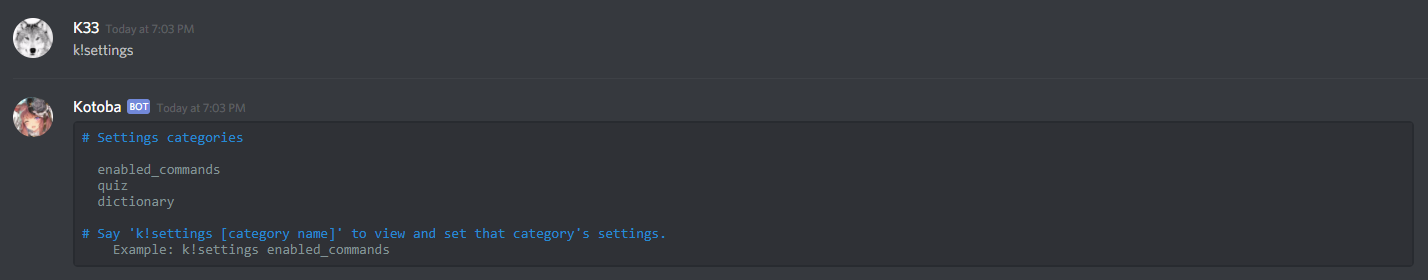 K33 Today at 7:03 PM
k!settings
Kotoba BOT Today at 7:03 PM
# Settings categories
enabled_commands
quiz
dictionary
# Say 'k!settings [category name]' to view and set that category's settings.
Example: k!settings enabled_commands